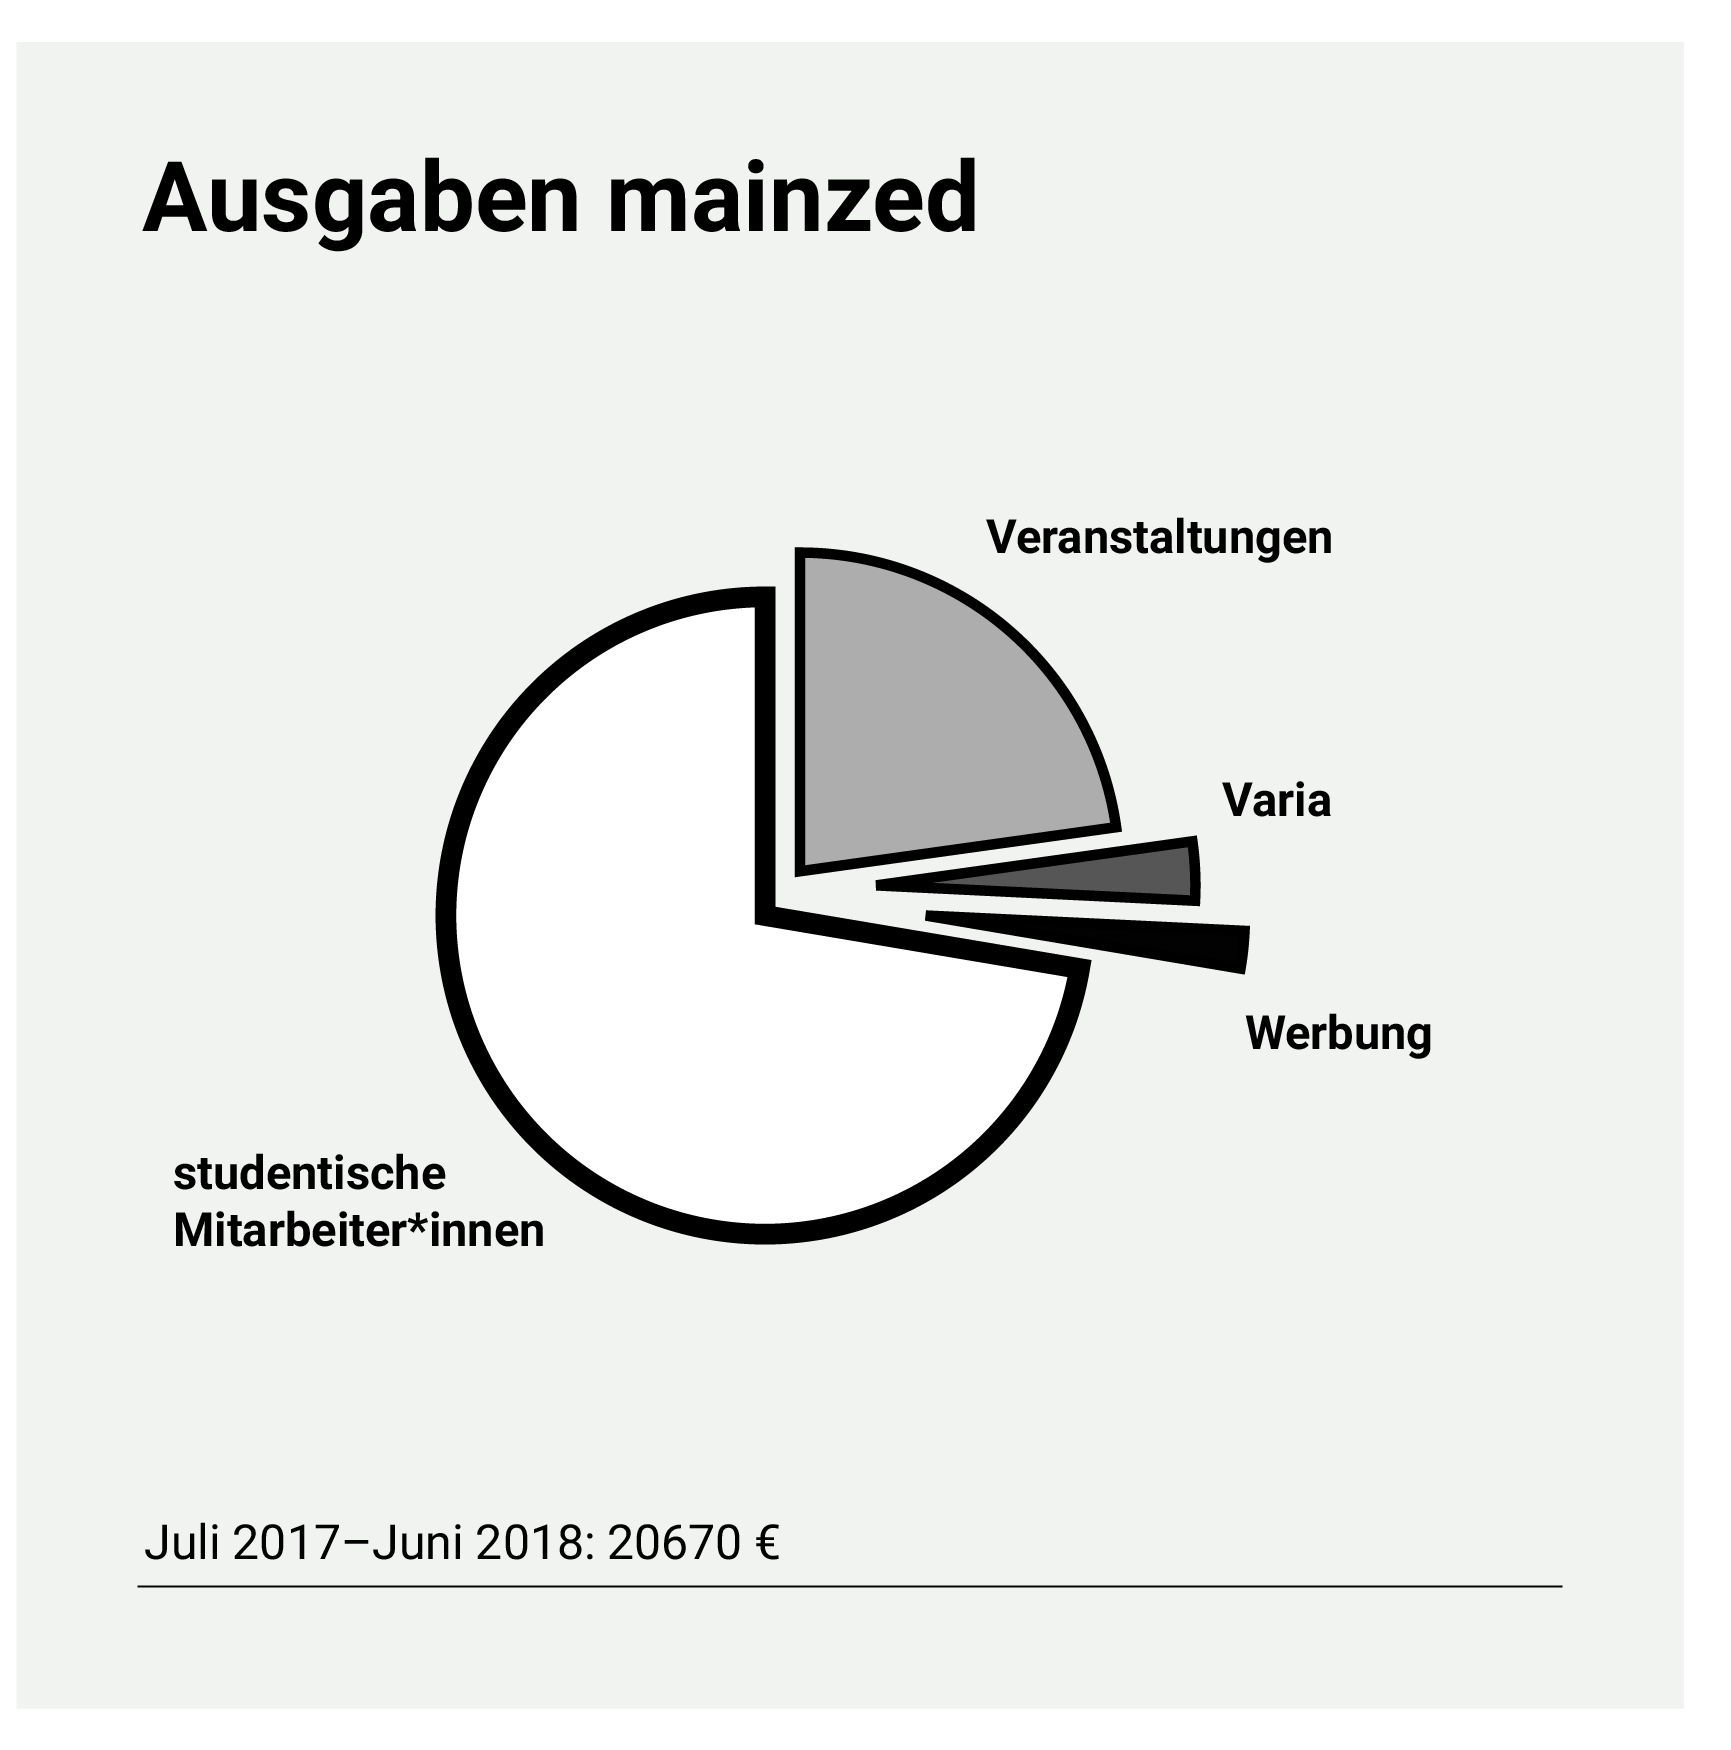 Ausgaben mainzed
Veranstaltungen
Varia
Werbung
studentische
Mitarbeiter*innen
Juli 2017–Juni 2018: 20670 €